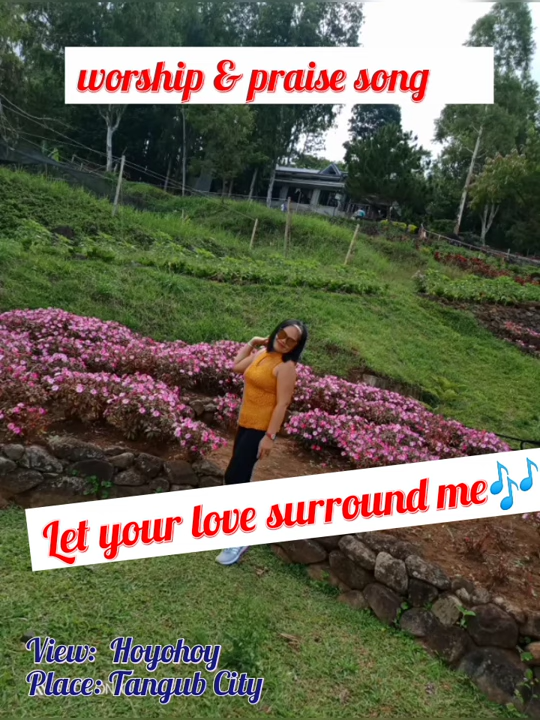 worship & praise song
Let your love surround me🎶
View: Hoyohoy
Place: Tangub City